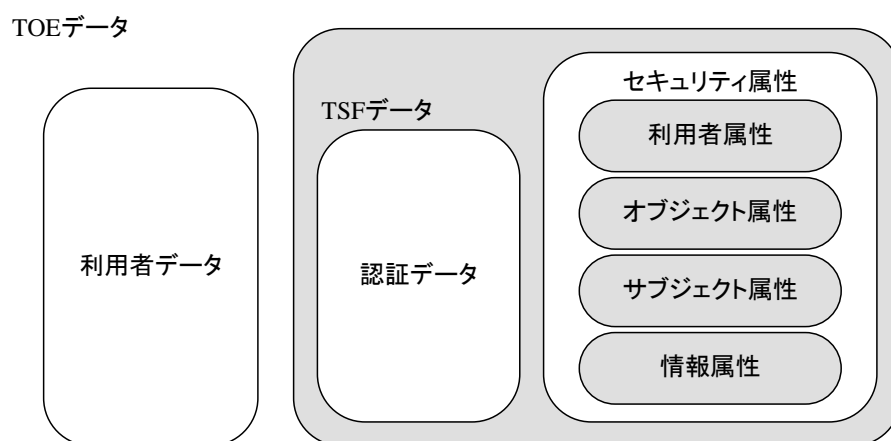 TOEデータ
利用者データ
TSFデータ
認証データ
セキュリティ属性
利用者属性
オブジェクト属性
サブジェクト属性
情報属性